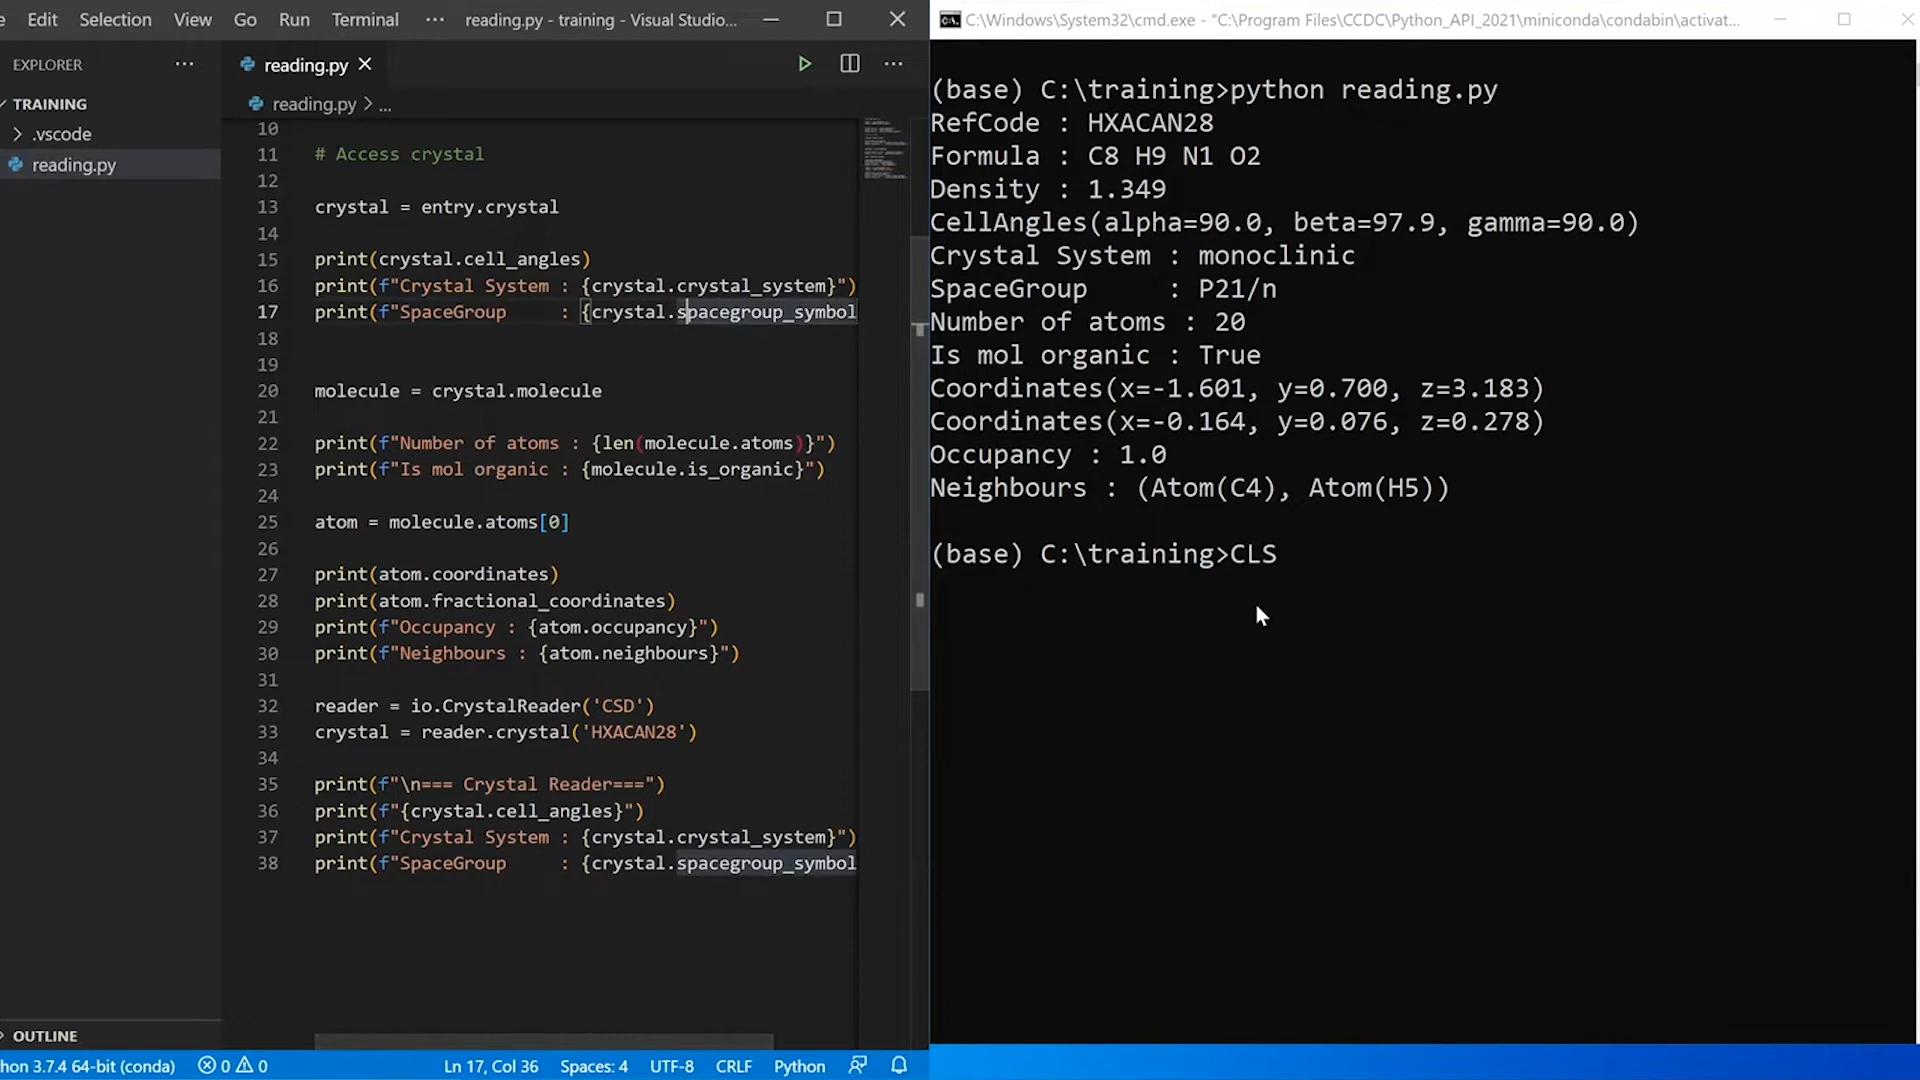 Edit Selection View Go Run Terminal ··· reading.py - training - Visual Studio...
EXPLORER ···
TRAINING
.vscode
reading.py
reading.py
reading.py > ...
10
11 # Access crystal
12
13 crystal = entry.crystal
14
15 print(crystal.cell_angles)
16 print(f"Crystal System : {crystal.crystal_system}")
17 print(f"SpaceGroup     : {crystal.spacegroup_symbol
18
19
20 molecule = crystal.molecule
21
22 print(f"Number of atoms : {len(molecule.atoms)}")
23 print(f"Is mol organic : {molecule.is_organic}")
24
25 atom = molecule.atoms[0]
26
27 print(atom.coordinates)
28 print(atom.fractional_coordinates)
29 print(f"Occupancy : {atom.occupancy}")
30 print(f"Neighbours : {atom.neighbours}")
31
32 reader = io.CrystalReader('CSD')
33 crystal = reader.crystal('HXACAN28')
34
35 print(f"\n=== Crystal Reader===")
36 print(f"{crystal.cell_angles}")
37 print(f"Crystal System : {crystal.crystal_system}")
38 print(f"SpaceGroup     : {crystal.spacegroup_symbol
OUTLINE
hon 3.7.4 64-bit (conda) 0 0 Ln 17, Col 36 Spaces: 4 UTF-8 CRLF Python
C:\Windows\System32\cmd.exe - "C:\Program Files\CCDC\Python_API_2021\miniconda\condabin\activat...
(base) C:\training>python reading.py
RefCode : HXACAN28
Formula : C8 H9 N1 O2
Density : 1.349
CellAngles(alpha=90.0, beta=97.9, gamma=90.0)
Crystal System : monoclinic
SpaceGroup     : P21/n
Number of atoms : 20
Is mol organic : True
Coordinates(x=-1.601, y=0.700, z=3.183)
Coordinates(x=-0.164, y=0.076, z=0.278)
Occupancy : 1.0
Neighbours : (Atom(C4), Atom(H5))
(base) C:\training>CLS